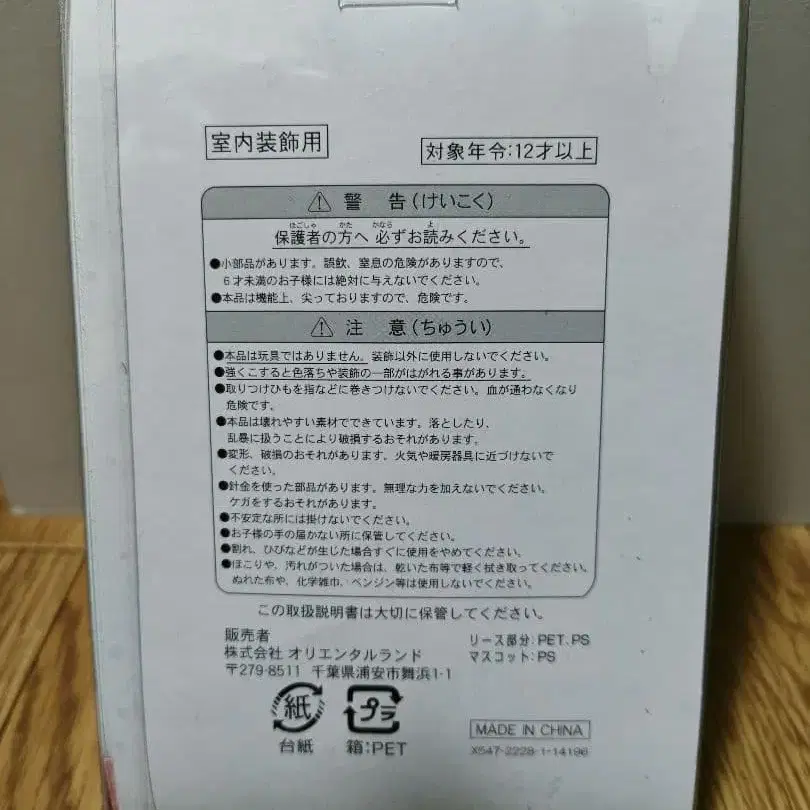 室内装飾用
対象年令:12才以上
⚠ 警 告(けいこく)
ほごしゃ かた かなら よ
保護者の方へ 必ずお読みください。
●小部品があります。誤飲、窒息の危険がありますので、
6才未満のお子様には絶対に与えないでください。
●本品は機能上、尖っておりますので、危険です。
⚠ 注 意(ちゅうい)
●本品は玩具ではありません。装飾以外に使用しないでください。
●強くこすると色落ちや装飾の一部がはがれる事があります。
●取りつけひもを指などに巻きつけないでください。血が通わなくなり
危険です。
●本品は壊れやすい素材でできています。落としたり、
乱暴に扱うことにより破損するおそれがあります。
●変形、破損のおそれがあります。火気や暖房器具に近づけないで
ください。
●針金を使った部品があります。無理な力を加えないでください。
ケガをするおそれがあります。
●不安定な所には掛けないでください。
●お子様の手の届かない所に保管してください。
●割れ、ひびなどが生じた場合すぐに使用をやめてください。
●ほこりや、汚れがついた場合は、乾いた布等で軽く拭き取ってください。
ぬれた布や、化学雑巾、ベンジン等は使用しないでください。
この取扱説明書は大切に保管してください。
販売者
株式会社 オリエンタルランド
〒279-8511 千葉県浦安市舞浜1-1
リース部分:PET、PS
マスコット:PS
紙
台紙
プラ
箱:PET
MADE IN CHINA
X547-2228-1-14196